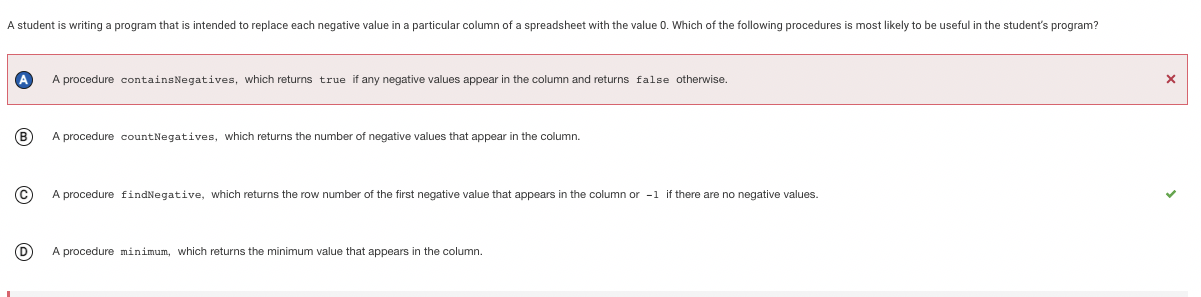 A student is writing a program that is intended to replace each negative value in a particular column of a spreadsheet with the value 0. Which of the following procedures is most likely to be useful in the student's program?
A A procedure containsNegatives, which returns true if any negative values appear in the column and returns false otherwise.
B A procedure countNegatives, which returns the number of negative values that appear in the column.
C A procedure findNegative, which returns the row number of the first negative value that appears in the column or -1 if there are no negative values.
D A procedure minimum, which returns the minimum value that appears in the column.